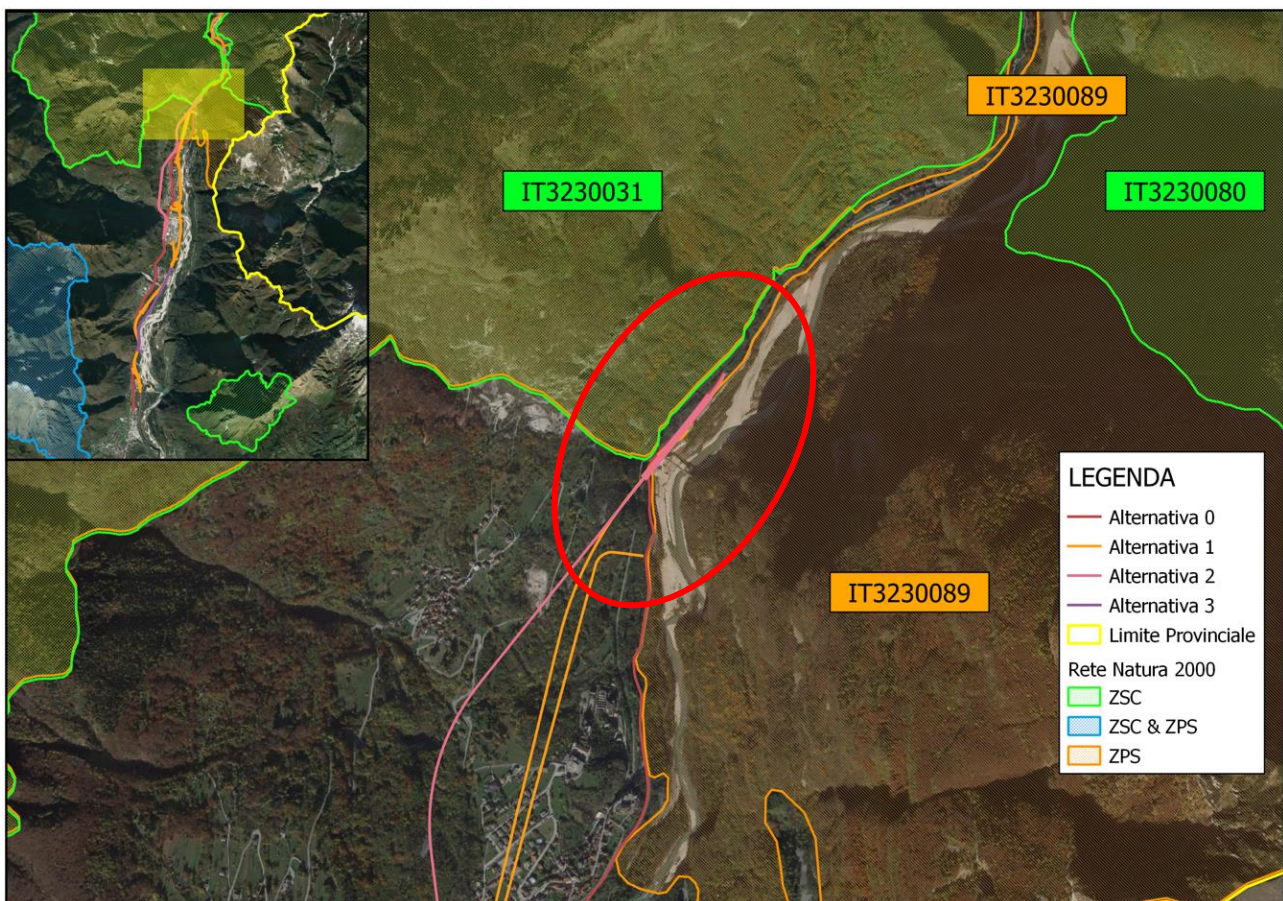 IT3230089
IT3230031
IT3230080
IT3230089
LEGENDA
Alternativa 0
Alternativa 1
Alternativa 2
Alternativa 3
Limite Provinciale
Rete Natura 2000
ZSC
ZSC & ZPS
ZPS